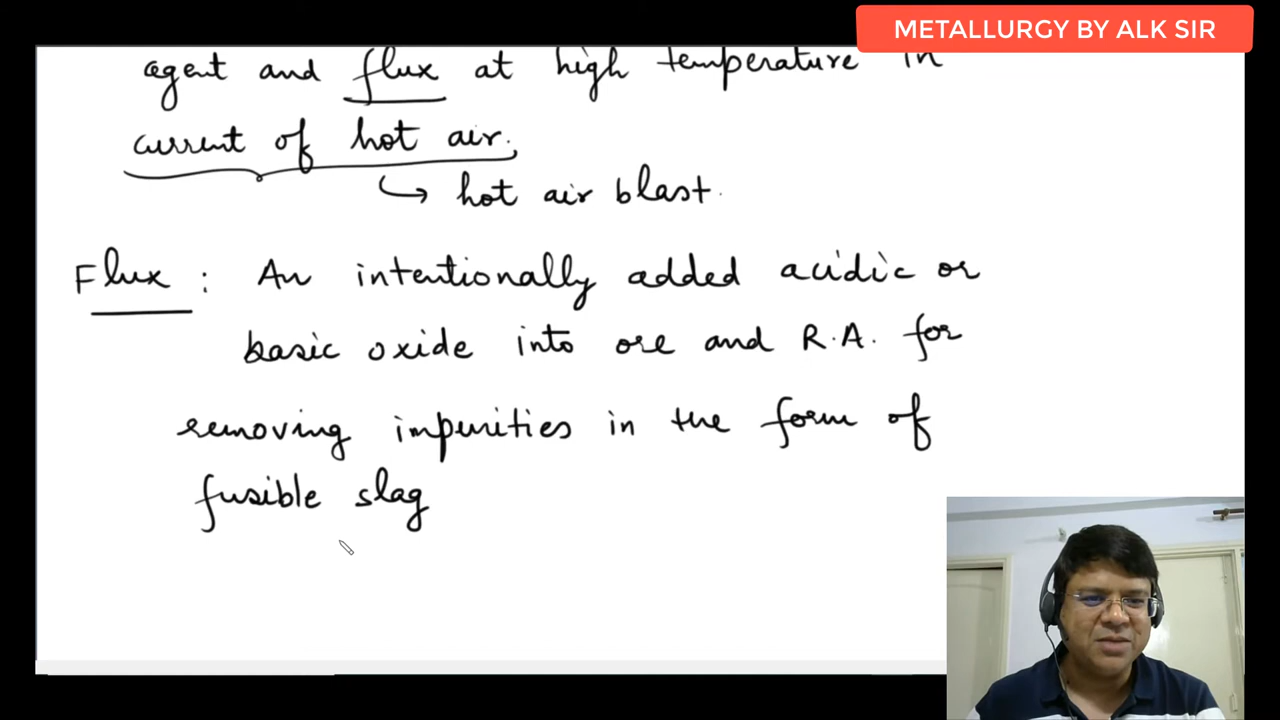 METALLURGY BY ALK SIR
agent and flux at high temperature in
current of hot air.
↳ hot air blast.
Flux : An intentionally added acidic or
basic oxide into ore and R.A. for
removing impurities in the form of
fusible slag